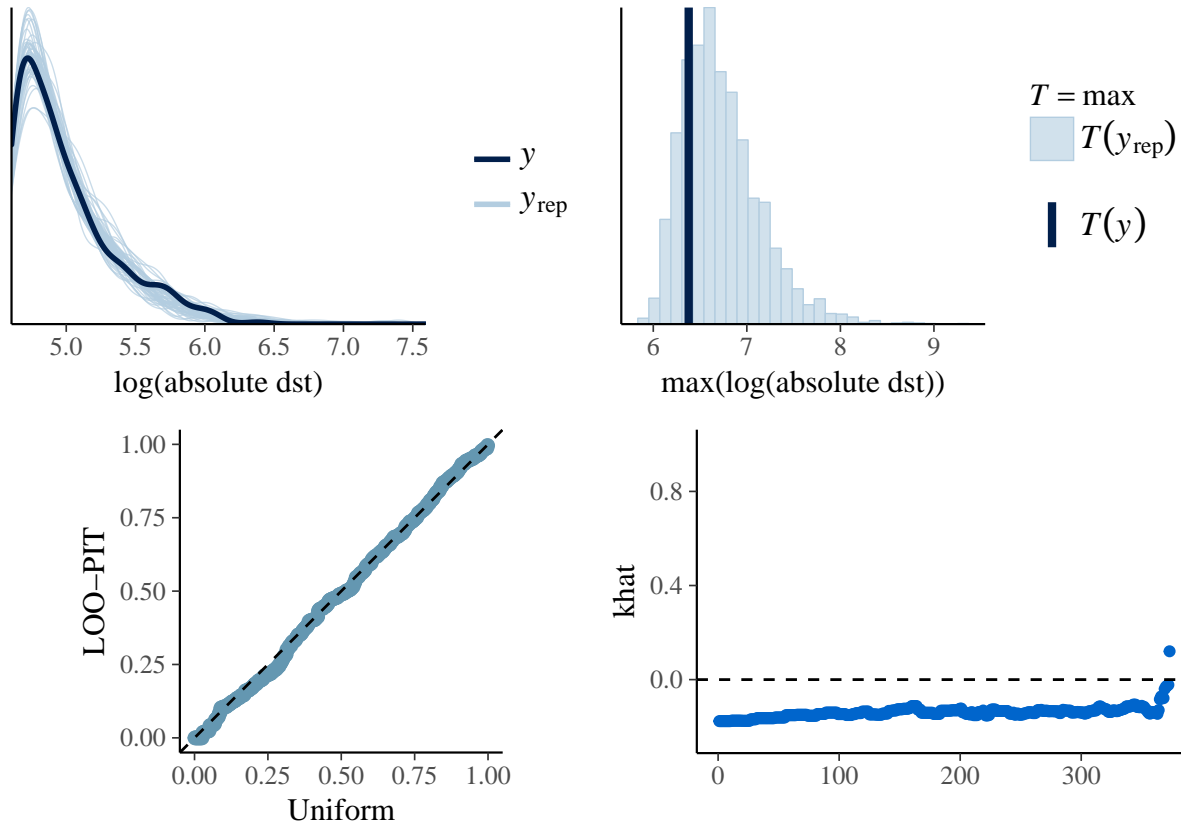 y
y_rep
5.0 5.5 6.0 6.5 7.0 7.5
log(absolute dst)
T = max
T(y_rep)
T(y)
6 7 8 9
max(log(absolute dst))
1.00
0.75
0.50
0.25
0.00
LOO−PIT
0.00 0.25 0.50 0.75 1.00
Uniform
0.8
0.4
0.0
khat
0 100 200 300